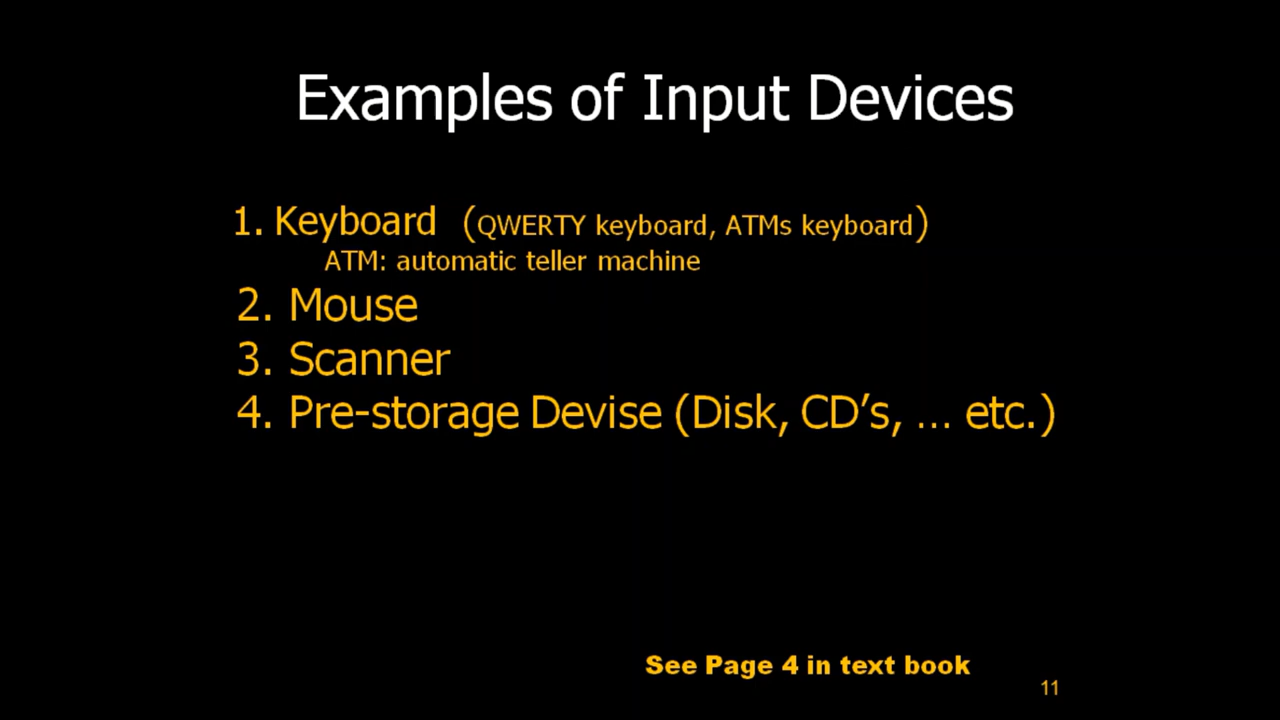 Examples of Input Devices
1. Keyboard (QWERTY keyboard, ATMs keyboard)
ATM: automatic teller machine
2. Mouse
3. Scanner
4. Pre-storage Devise (Disk, CD’s, … etc.)
See Page 4 in text book
11